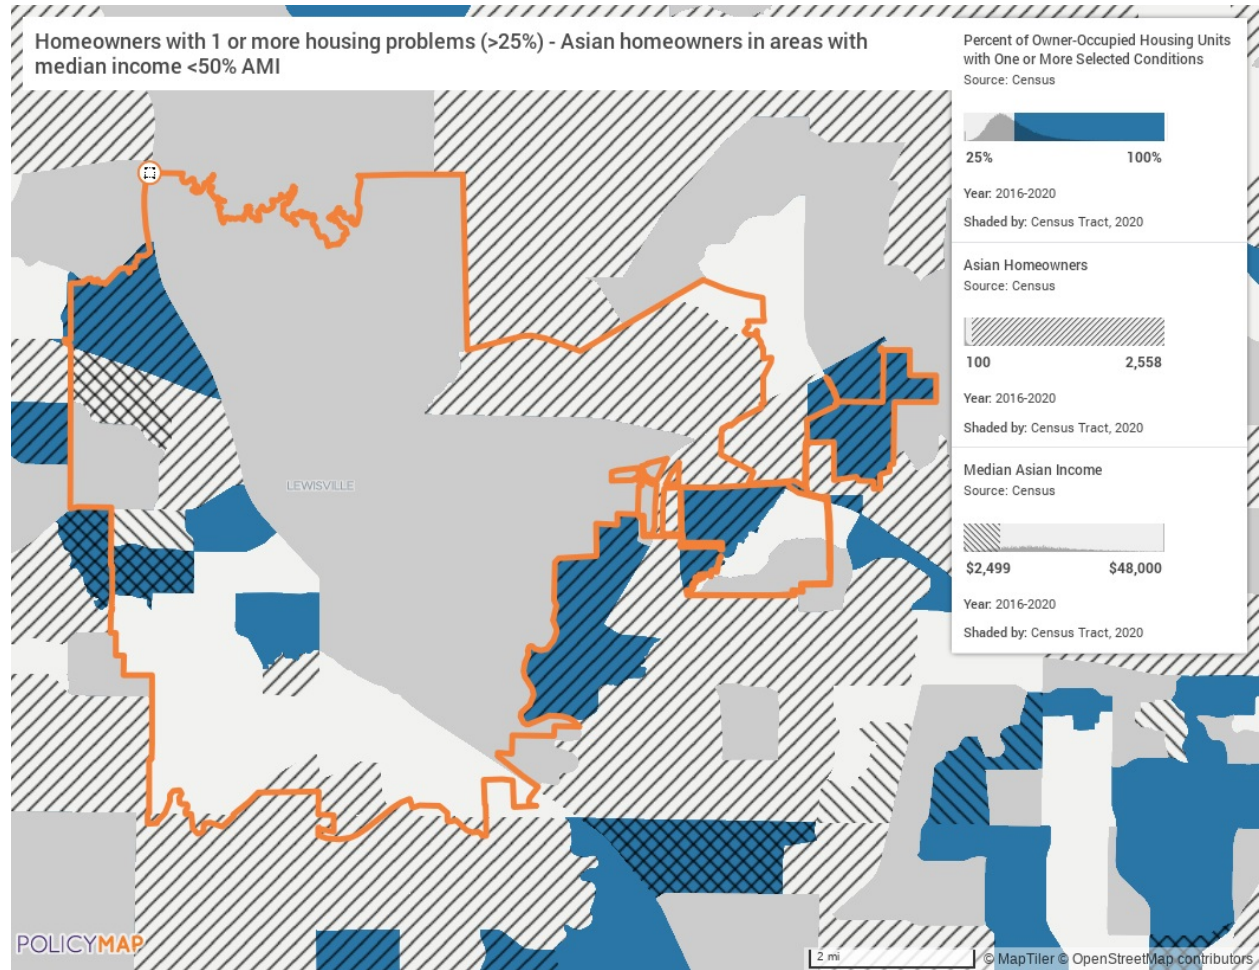 Homeowners with 1 or more housing problems (>25%) - Asian homeowners in areas with
median income <50% AMI
Percent of Owner-Occupied Housing Units
with One or More Selected Conditions
Source: Census
25% 100%
Year: 2016-2020
Shaded by: Census Tract, 2020
Asian Homeowners
Source: Census
100 2,558
Year: 2016-2020
Shaded by: Census Tract, 2020
Median Asian Income
Source: Census
$2,499 $48,000
Year: 2016-2020
Shaded by: Census Tract, 2020
LEWISVILLE
POLICYMAP
2 mi
© MapTiler © OpenStreetMap contributors